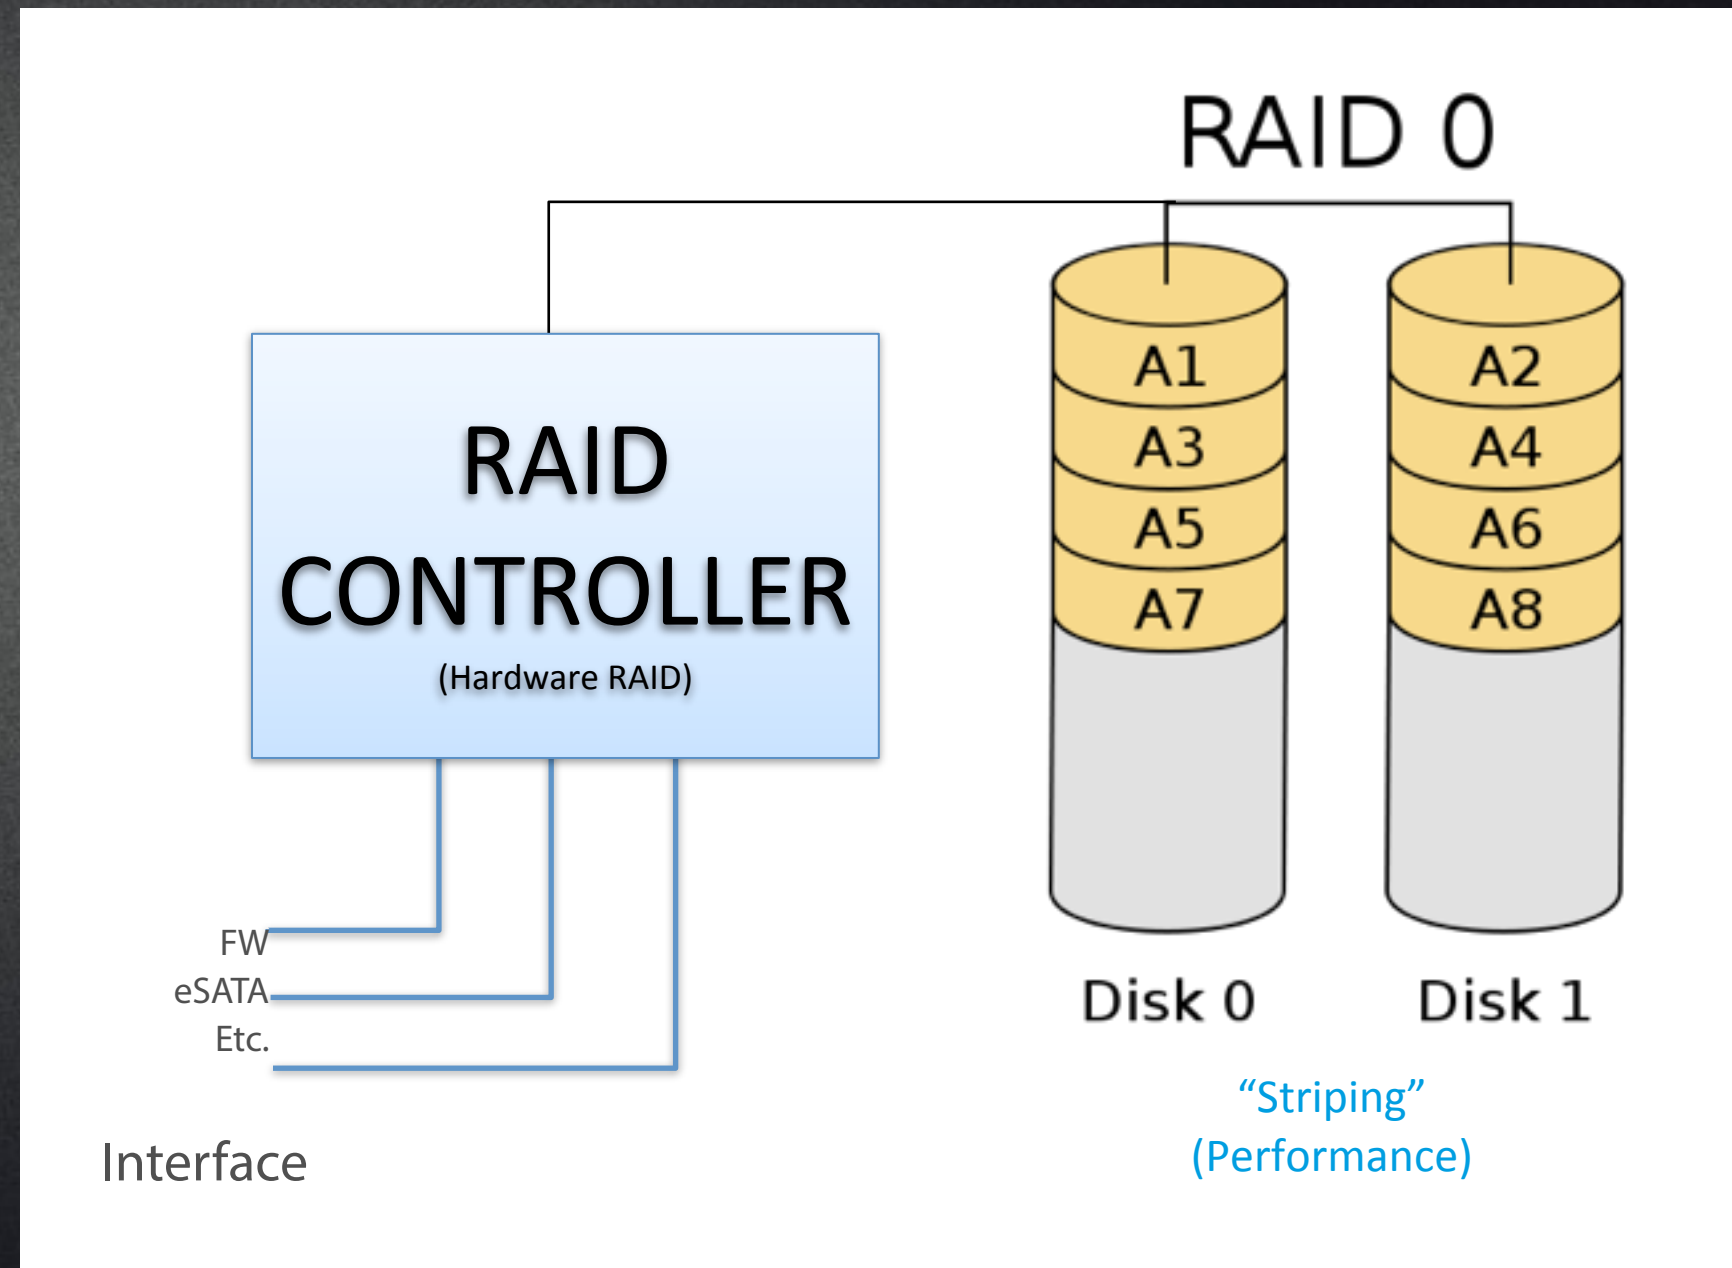 RAID 0
RAID
CONTROLLER
(Hardware RAID)
A1
A3
A5
A7
A2
A4
A6
A8
FW
eSATA
Etc.
Interface
Disk 0
Disk 1
“Striping”
(Performance)